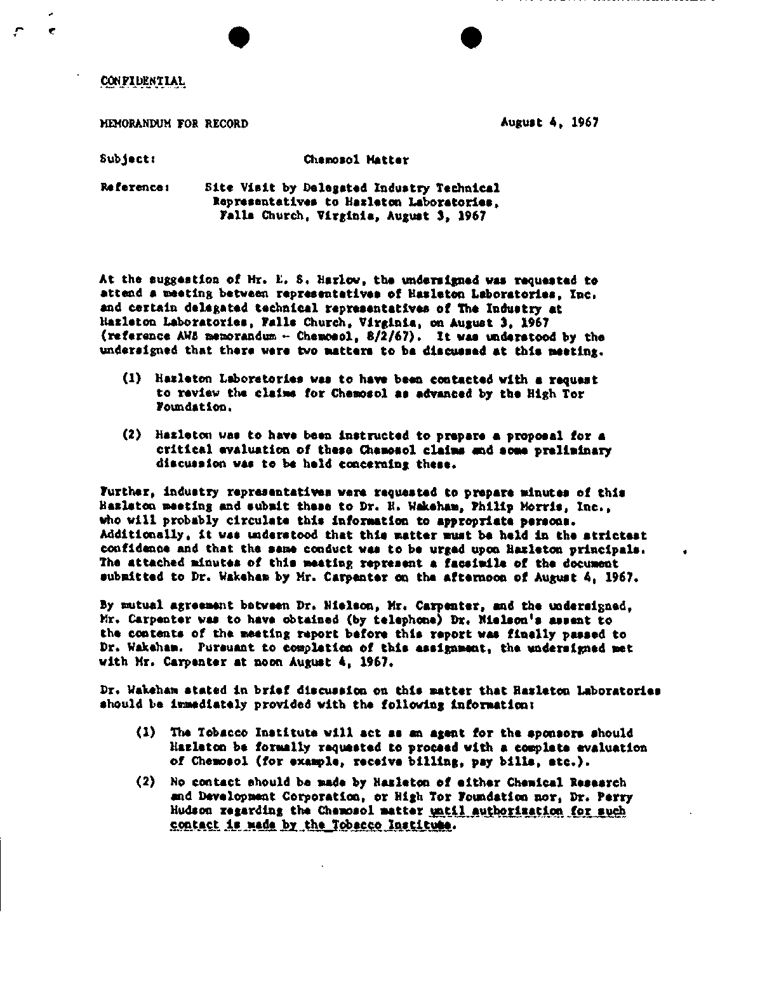 CONFIDENTIAL
MEMORANDUM FOR RECORD August 4, 1967
Subject: Chemosol Matter
Reference: Site Visit by Delegated Industry Technical
Representatives to Hazleton Laboratories,
Falls Church, Virginia, August 3, 1967
At the suggestion of Mr. E. S. Harlow, the undersigned was requested to
attend a meeting between representatives of Hazleton Laboratories, Inc.
and certain delegated technical representatives of The Industry at
Hazleton Laboratories, Falls Church, Virginia, on August 3, 1967
(reference AWS memorandum -- Chemosol, 8/2/67). It was understood by the
undersigned that there were two matters to be discussed at this meeting.
(1) Hazleton Laboratories was to have been contacted with a request
to review the claims for Chemosol as advanced by the High Tor
Foundation.
(2) Hazleton was to have been instructed to prepare a proposal for a
critical evaluation of these Chemosol claims and some preliminary
discussion was to be held concerning these.
Further, industry representatives were requested to prepare minutes of this
Hazleton meeting and submit these to Dr. H. Wakeham, Philip Morris, Inc.,
who will probably circulate this information to appropriate persons.
Additionally, it was understood that this matter must be held in the strictest
confidence and that the same conduct was to be urged upon Hazleton principals.
The attached minutes of this meeting represent a facsimile of the document
submitted to Dr. Wakeham by Mr. Carpenter on the afternoon of August 4, 1967.
By mutual agreement between Dr. Nielson, Mr. Carpenter, and the undersigned,
Mr. Carpenter was to have obtained (by telephone) Dr. Nielson's assent to
the contents of the meeting report before this report was finally passed to
Dr. Wakeham. Pursuant to completion of this assignment, the undersigned met
with Mr. Carpenter at noon August 4, 1967.
Dr. Wakeham stated in brief discussion on this matter that Hazleton Laboratories
should be immediately provided with the following information:
(1) The Tobacco Institute will act as an agent for the sponsors should
Hazleton be formally requested to proceed with a complete evaluation
of Chemosol (for example, receive billing, pay bills, etc.).
(2) No contact should be made by Hazleton of either Chemical Research
and Development Corporation, or High Tor Foundation nor, Dr. Perry
Hudson regarding the Chemosol matter until authorization for such
contact is made by the Tobacco Institute.